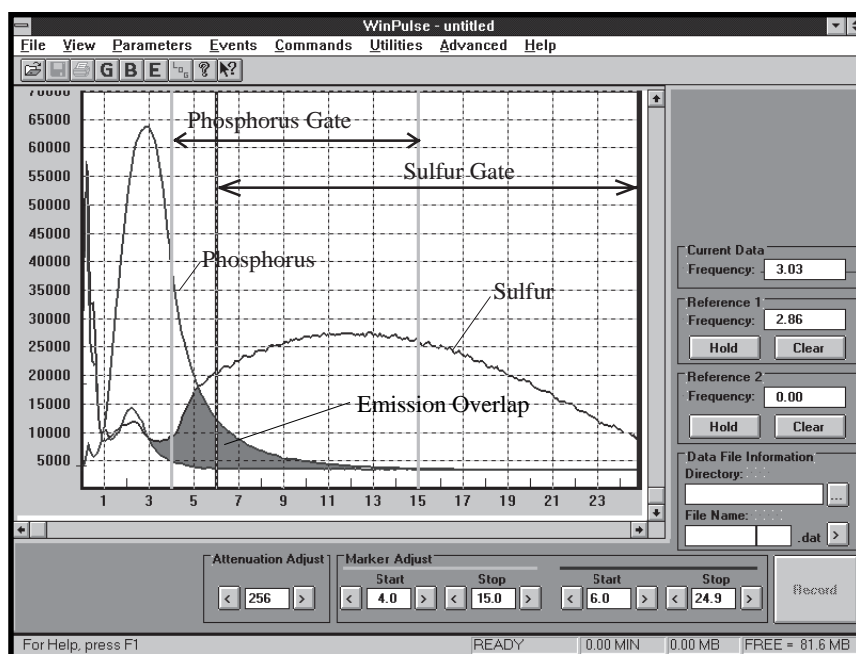 WinPulse - untitled
File View Parameters Events Commands Utilities Advanced Help
G B E LOG ? ?
70000
65000
60000
55000
50000
45000
40000
35000
30000
25000
20000
15000
10000
5000
1 3 5 7 9 11 13 15 17 19 21 23
Phosphorus Gate
Sulfur Gate
Phosphorus
Sulfur
Emission Overlap
Current Data
Frequency: 3.03
Reference 1
Frequency: 2.86
Hold Clear
Reference 2
Frequency: 0.00
Hold Clear
Data File Information
Directory:
...
File Name:
.dat >
Attenuation Adjust
< 256 >
Marker Adjust
Start Stop Start Stop
< 4.0 > < 15.0 > < 6.0 > < 24.9 >
Record
For Help, press F1 READY 0.00 MIN 0.00 MB FREE = 81.6 MB